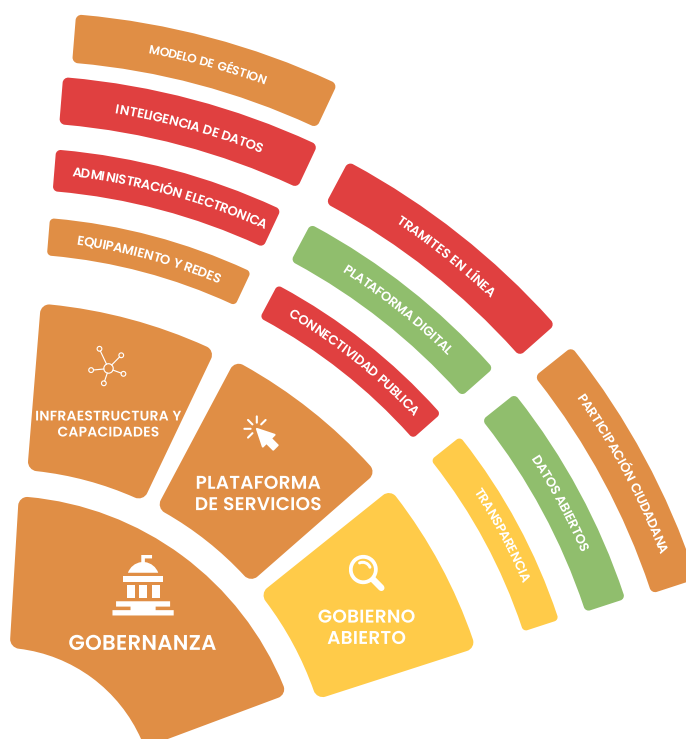 MODELO DE GÉSTION
INTELIGENCIA DE DATOS
ADMINISTRACIÓN ELECTRONICA
EQUIPAMIENTO Y REDES
INFRAESTRUCTURA Y
CAPACIDADES
TRAMITES EN LÍNEA
PLATAFORMA DIGITAL
CONNECTIVIDAD PUBLICA
PLATAFORMA
DE SERVICIOS
PARTICIPACIÓN CIUDADANA
DATOS ABIERTOS
TRANSPARENCIA
GOBIERNO
ABIERTO
GOBERNANZA